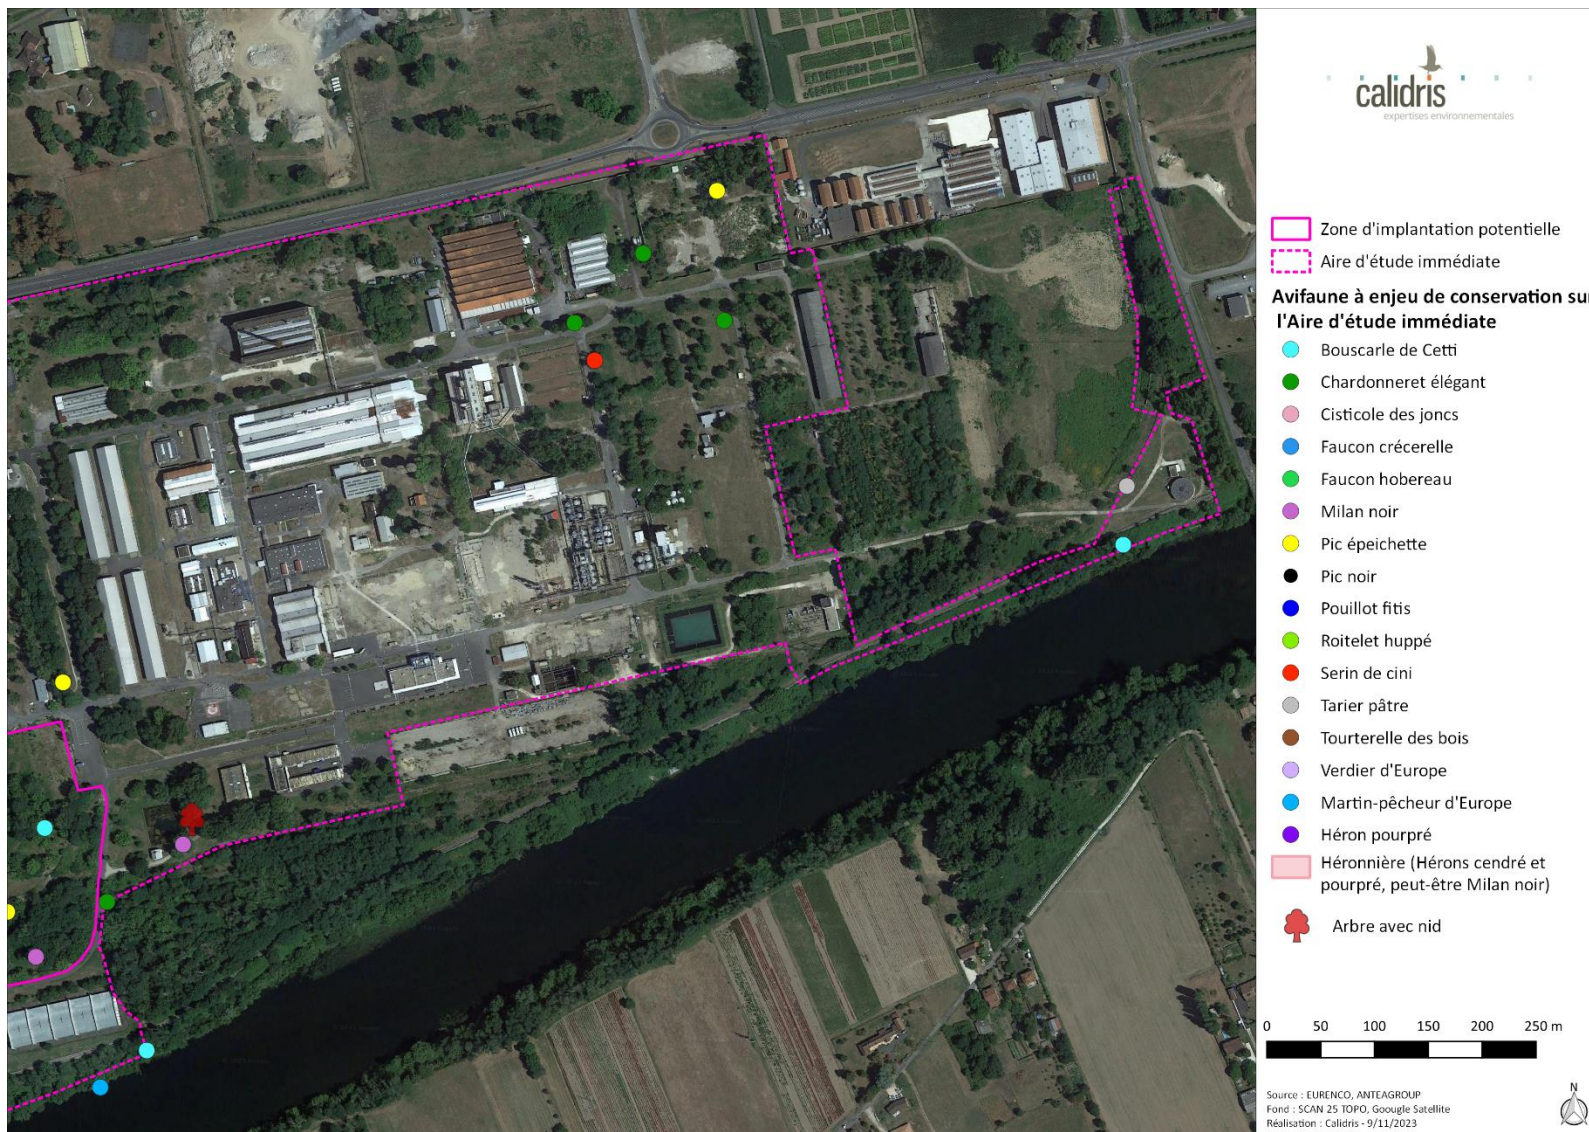 calidris
expertises environnementales
Zone d'implantation potentielle
Aire d'étude immédiate
Avifaune à enjeu de conservation su
l'Aire d'étude immédiate
Bouscarle de Cetti
Chardonneret élégant
Cisticole des joncs
Faucon crécerelle
Faucon hobereau
Milan noir
Pic épeichette
Pic noir
Pouillot fitis
Roitelet huppé
Serin de cini
Tarier pâtre
Tourterelle des bois
Verdier d'Europe
Martin-pêcheur d'Europe
Héron pourpré
Héronnière (Hérons cendré et
pourpré, peut-être Milan noir)
Arbre avec nid
0 50 100 150 200 250 m
N
Source : EURENCO, ANTEAGROUP
Fond : SCAN 25 TOPO, Goougle Satellite
Réalisation : Calidris - 9/11/2023